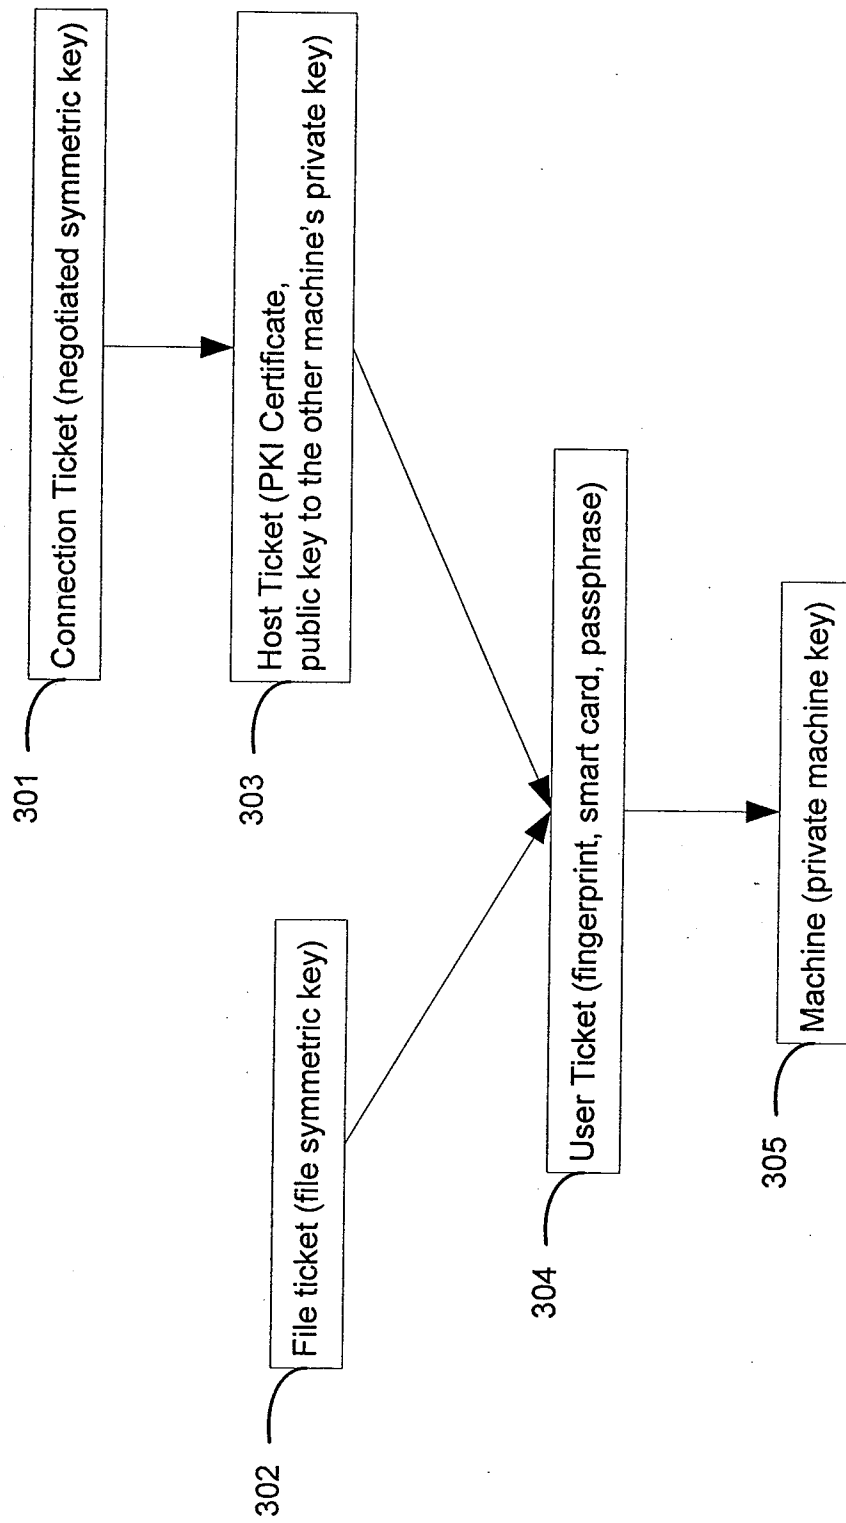 301
Connection Ticket (negotiated symmetric key)
302
File ticket (file symmetric key)
303
Host Ticket (PKI Certificate,
public key to the other machine's private key)
304
User Ticket (fingerprint, smart card, passphrase)
305
Machine (private machine key)